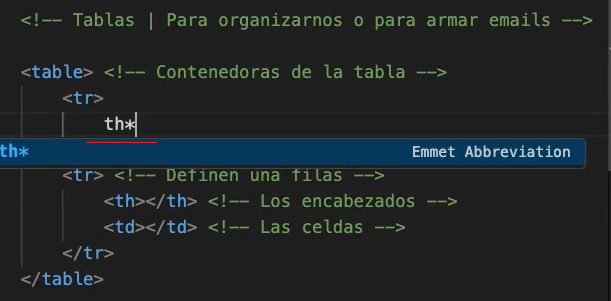 <!-- Tablas | Para organizarnos o para armar emails -->
<table> <!-- Contenedoras de la tabla -->
<tr>
th*
th* Emmet Abbreviation
<tr> <!-- Definen una filas -->
<th></th> <!-- Los encabezados -->
<td></td> <!-- Las celdas -->
</tr>
</table>